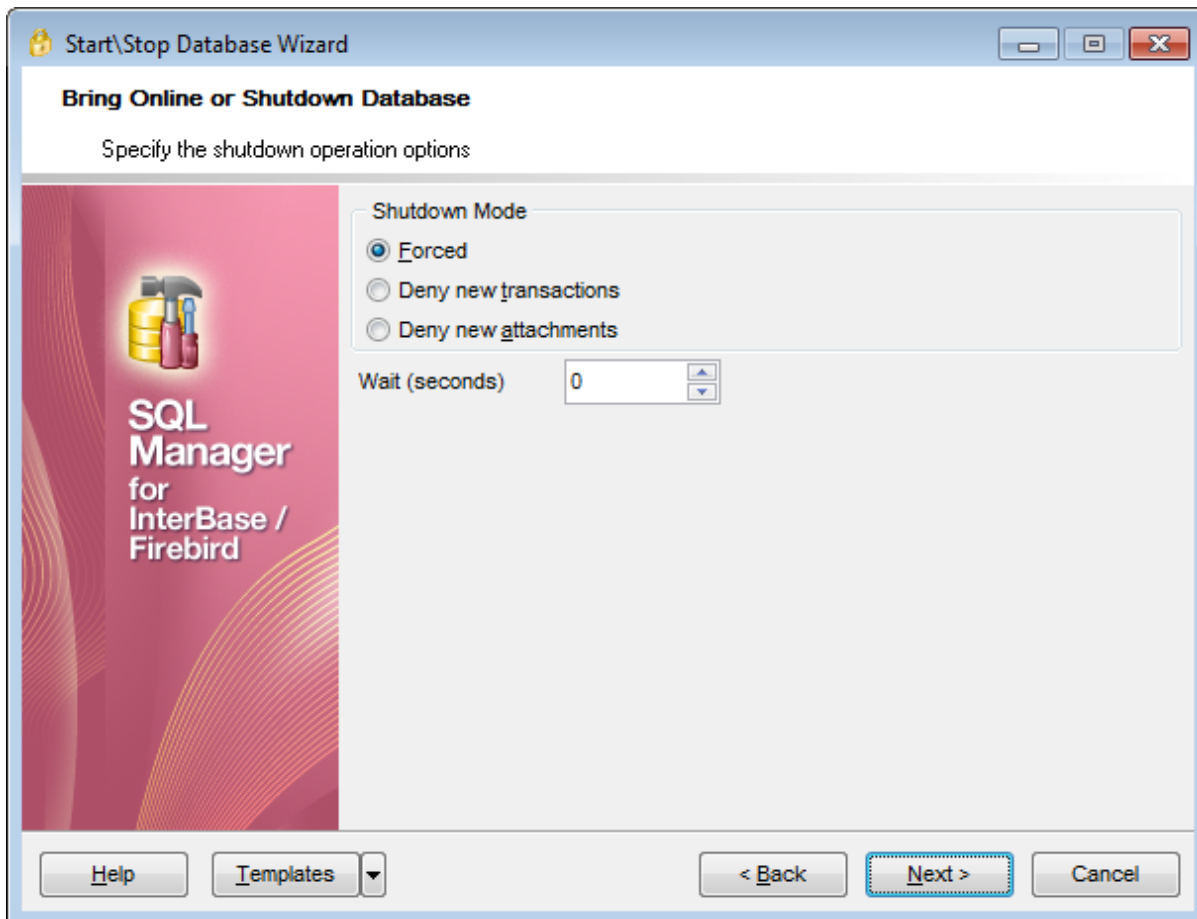 Start\Stop Database Wizard
Bring Online or Shutdown Database
Specify the shutdown operation options
SQL
Manager
for
InterBase /
Firebird
Shutdown Mode
Forced
Deny new transactions
Deny new attachments
Wait (seconds) 0
Help Templates < Back Next > Cancel